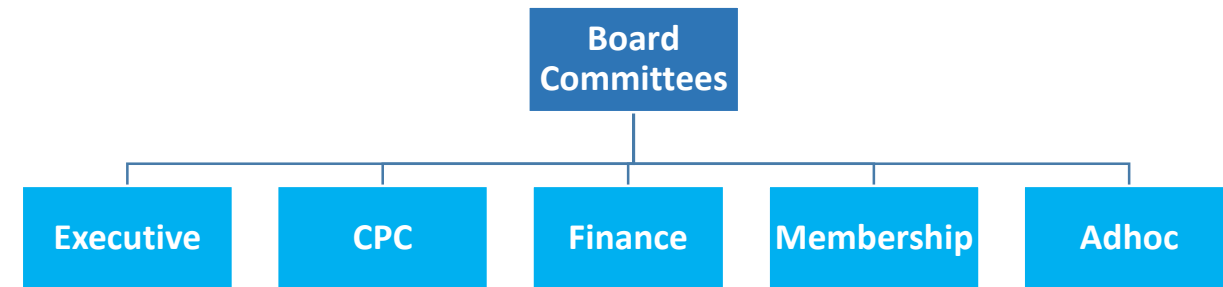 Board
Committees
Executive
CPC
Finance
Membership
Adhoc